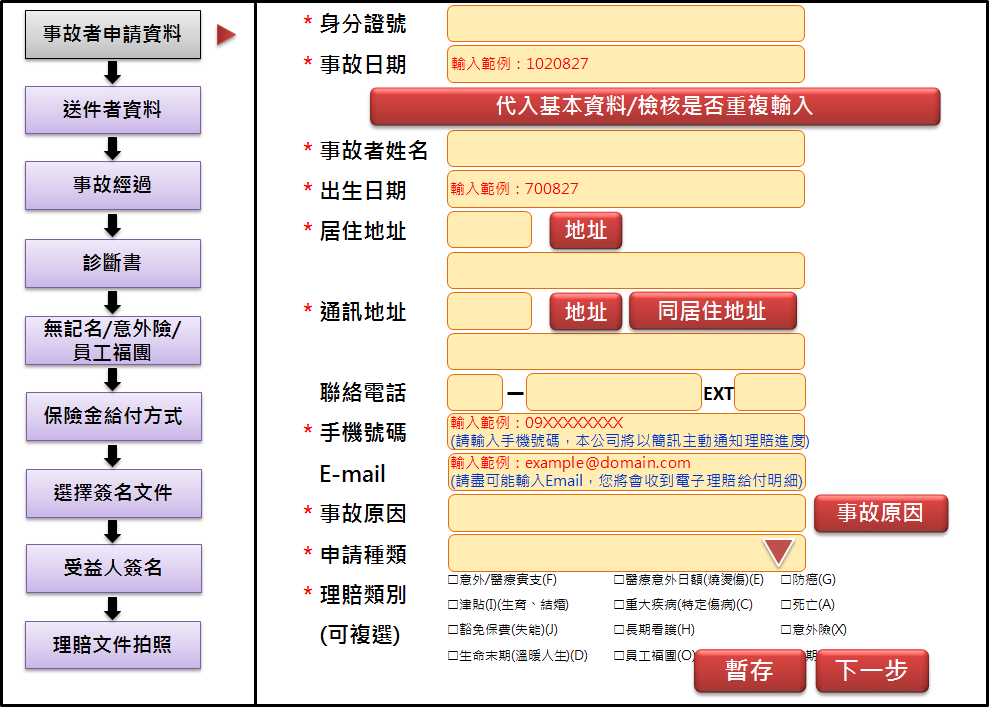 事故者申請資料
送件者資料
事故經過
診斷書
無記名/意外險/
員工福團
保險金給付方式
選擇簽名文件
受益人簽名
理賠文件拍照
* 身分證號
* 事故日期
輸入範例：1020827
代入基本資料/檢核是否重複輸入
* 事故者姓名
* 出生日期
輸入範例：700827
* 居住地址
地址
* 通訊地址
地址
同居住地址
聯絡電話
EXT
* 手機號碼
輸入範例：09XXXXXXXX
(請輸入手機號碼，本公司將以簡訊主動通知理賠進度)
E-mail
輸入範例：example@domain.com
(請盡可能輸入Email，您將會收到電子理賠給付明細)
* 事故原因
事故原因
* 申請種類
* 理賠類別
(可複選)
□意外/醫療實支(F) □醫療意外日額(燒燙傷)(E) □防癌(G)
□津貼(I)(生育、結婚) □重大疾病(特定傷病)(C) □死亡(A)
□豁免保費(失能)(J) □長期看護(H) □意外險(X)
□生命末期(溫暖人生)(D) □員工福團(O) 期
暫存
下一步